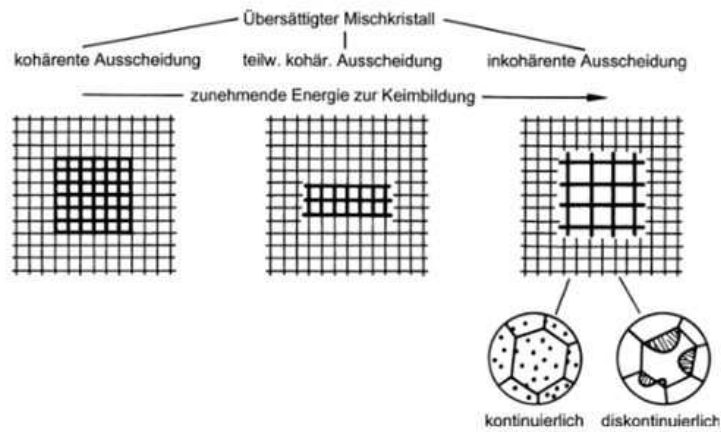 Übersättigter Mischkristall
kohärente Ausscheidung teilw. kohär. Ausscheidung inkohärente Ausscheidung
zunehmende Energie zur Keimbildung
kontinuierlich diskontinuierlich